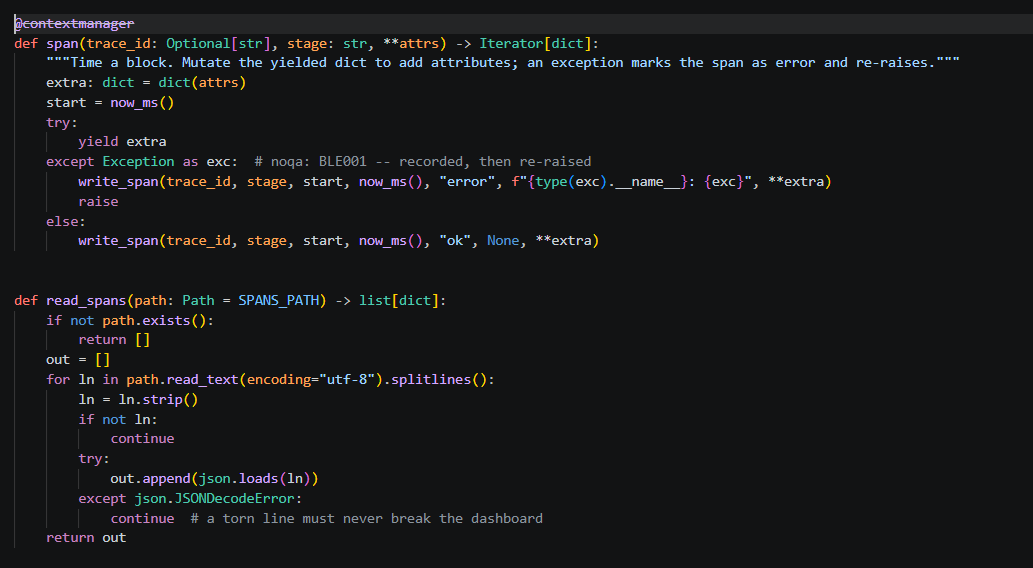 @contextmanager
def span(trace_id: Optional[str], stage: str, **attrs) -> Iterator[dict]:
    """Time a block. Mutate the yielded dict to add attributes; an exception marks the span as error and re-raises."""
    extra: dict = dict(attrs)
    start = now_ms()
    try:
        yield extra
    except Exception as exc:  # noqa: BLE001 -- recorded, then re-raised
        write_span(trace_id, stage, start, now_ms(), "error", f"{type(exc).__name__}: {exc}", **extra)
        raise
    else:
        write_span(trace_id, stage, start, now_ms(), "ok", None, **extra)


def read_spans(path: Path = SPANS_PATH) -> list[dict]:
    if not path.exists():
        return []
    out = []
    for ln in path.read_text(encoding="utf-8").splitlines():
        ln = ln.strip()
        if not ln:
            continue
        try:
            out.append(json.loads(ln))
        except json.JSONDecodeError:
            continue  # a torn line must never break the dashboard
    return out